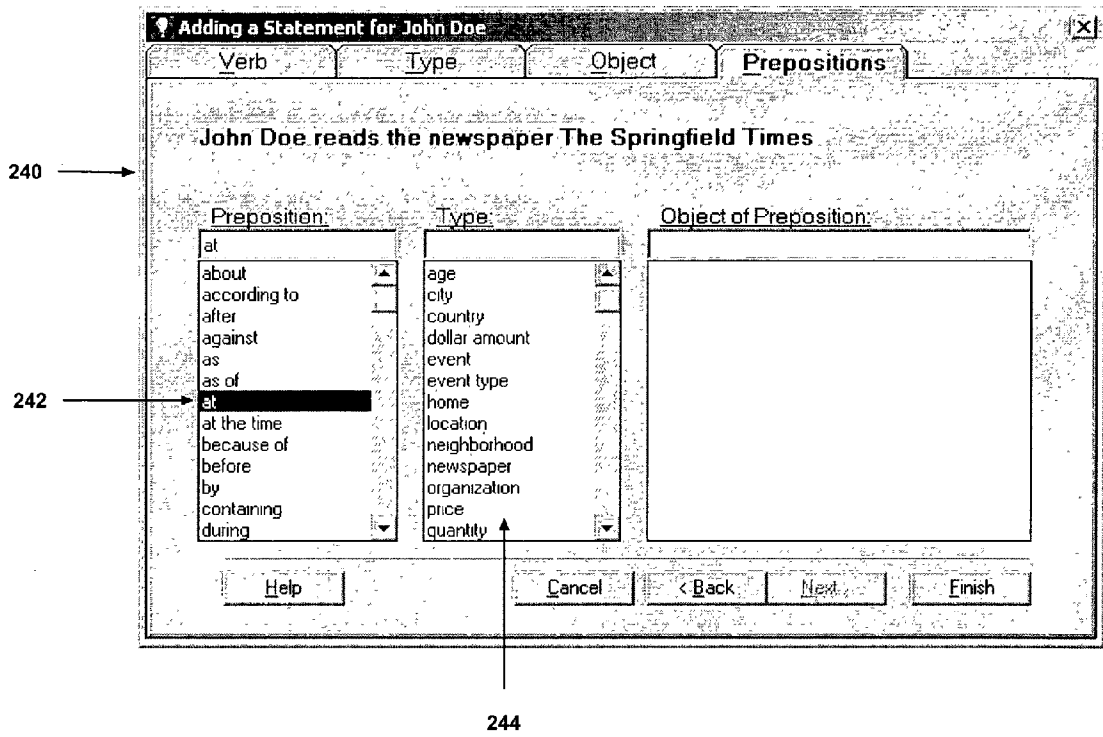 Adding a Statement for John Doe
Verb Type Object Prepositions
John Doe reads the newspaper The Springfield Times
240
Preposition: Type: Object of Preposition:
at
about age
according to city
after country
against dollar amount
as event
as of event type
242 at home
at the time location
because of neighborhood
before newspaper
by organization
containing price
during quantity
Help Cancel < Back Next Finish
244